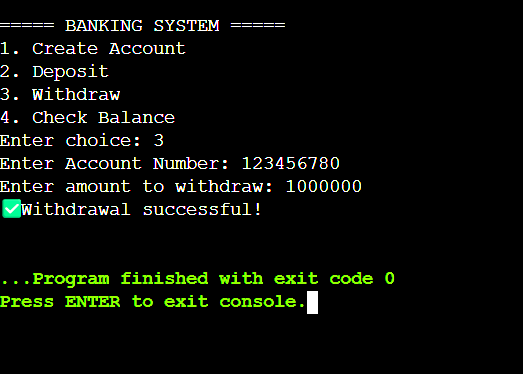 ===== BANKING SYSTEM =====
1. Create Account
2. Deposit
3. Withdraw
4. Check Balance
Enter choice: 3
Enter Account Number: 123456780
Enter amount to withdraw: 1000000
✅Withdrawal successful!
...Program finished with exit code 0
Press ENTER to exit console.